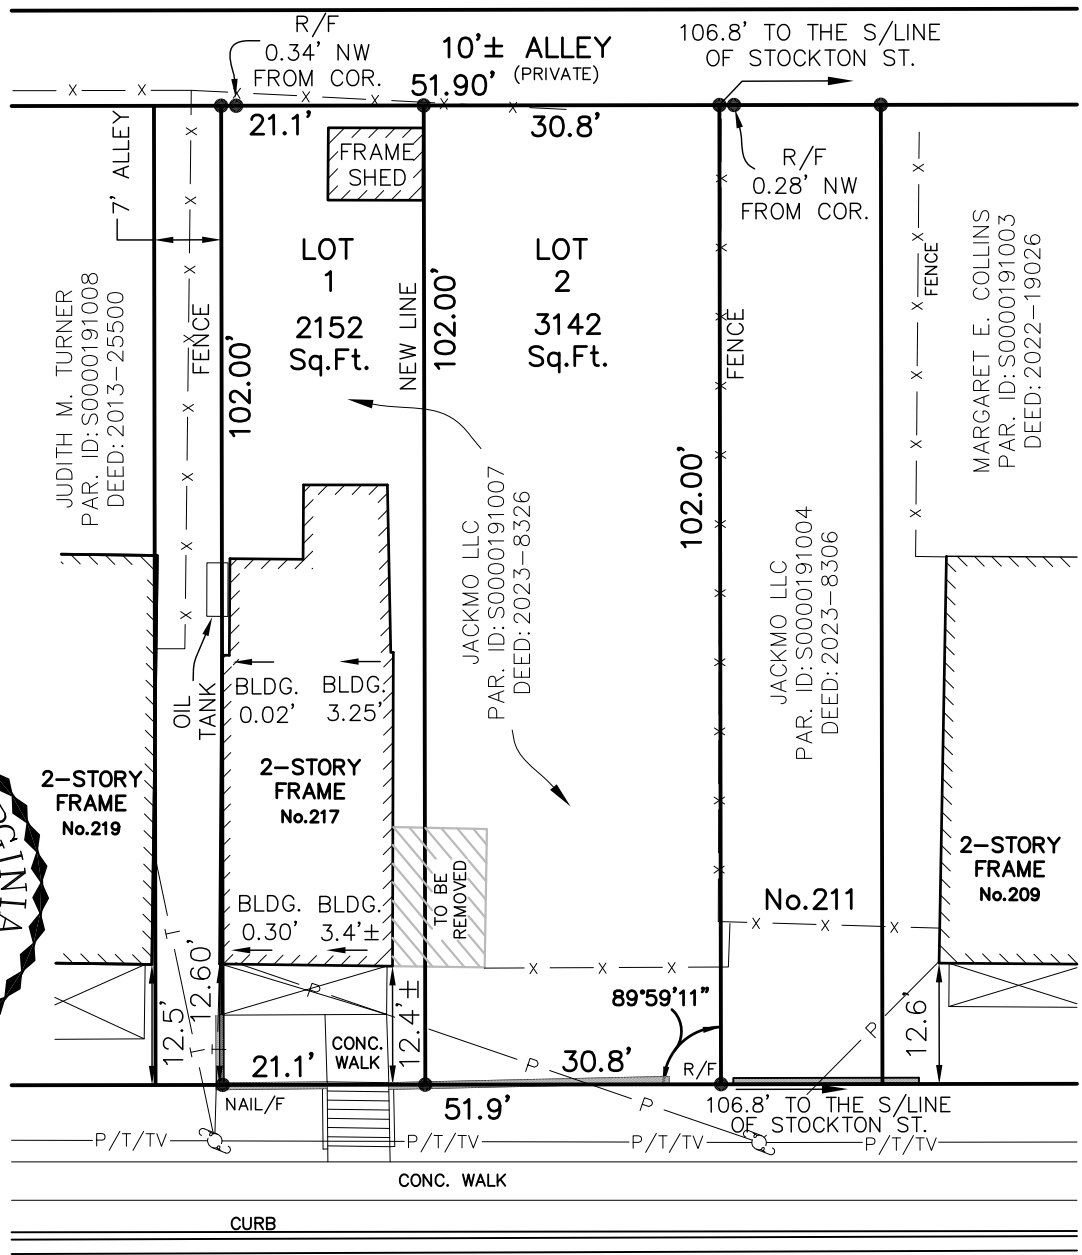 R/F
0.34' NW
FROM COR.
10'± ALLEY
(PRIVATE)
51.90'
106.8' TO THE S/LINE
OF STOCKTON ST.
21.1'
30.8'
7' ALLEY
FRAME
SHED
R/F
0.28' NW
FROM COR.
LOT
1
2152
Sq.Ft.
LOT
2
3142
Sq.Ft.
JUDITH M. TURNER
PAR. ID: S0000191008
DEED: 2013-25500
FENCE
102.00'
NEW LINE
102.00'
FENCE
102.00'
FENCE
MARGARET E. COLLINS
PAR. ID: S0000191003
DEED: 2022-19026
JACKMO LLC
PAR. ID: S0000191007
DEED: 2023-8326
JACKMO LLC
PAR. ID: S0000191004
DEED: 2023-8306
OIL
TANK
BLDG.
0.02'
BLDG.
3.25'
2-STORY
FRAME
No.219
2-STORY
FRAME
No.217
2-STORY
FRAME
No.209
TO BE
REMOVED
No.211
BLDG.
0.30'
BLDG.
3.4'±
12.5'
12.60'
12.4'±
12.6'
89°59'11"
CONC.
WALK
21.1'
30.8'
R/F
NAIL/F
51.9'
106.8' TO THE S/LINE
OF STOCKTON ST.
P/T/TV
P/T/TV
P/T/TV
P/T/TV
CONC. WALK
CURB